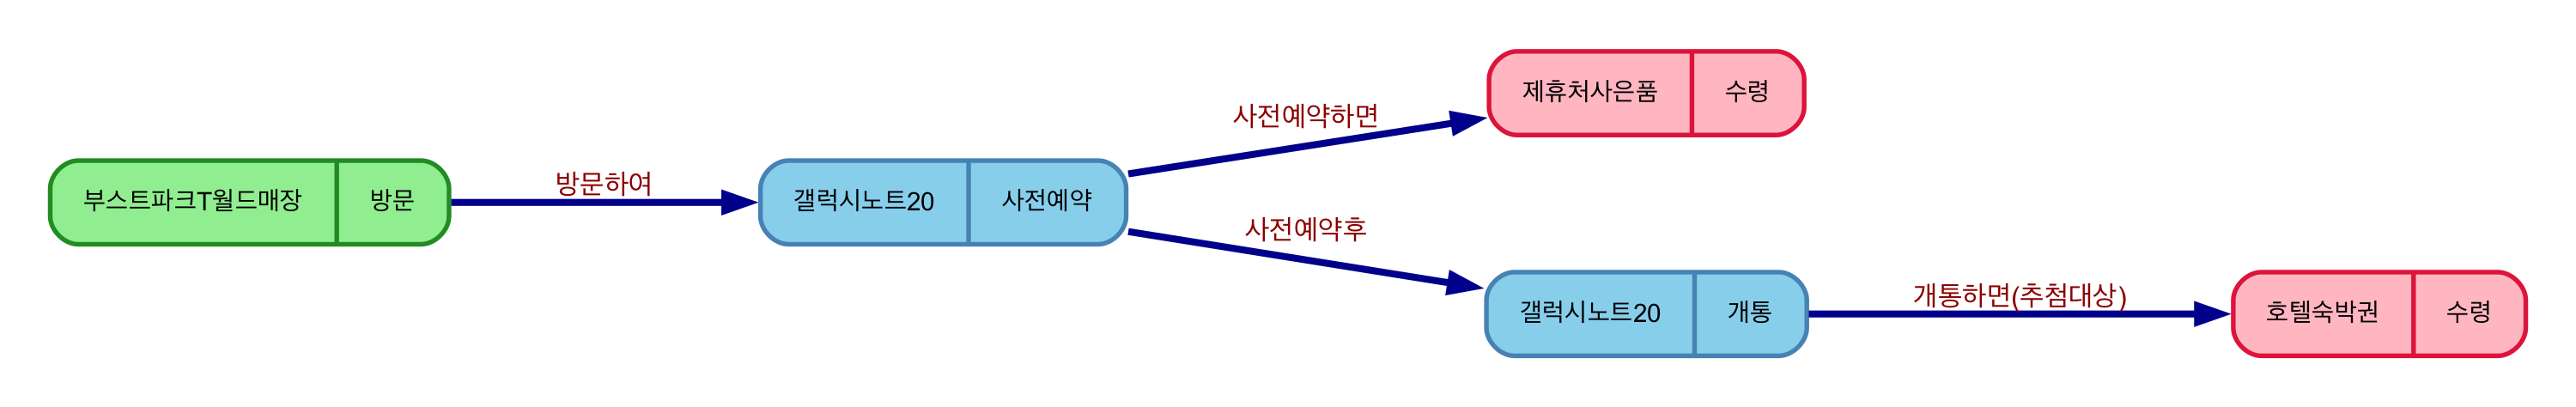 부스트파크T월드매장 방문
방문하여
갤럭시노트20 사전예약
사전예약하면
제휴처사은품 수령
사전예약후
갤럭시노트20 개통
개통하면(추첨대상)
호텔숙박권 수령